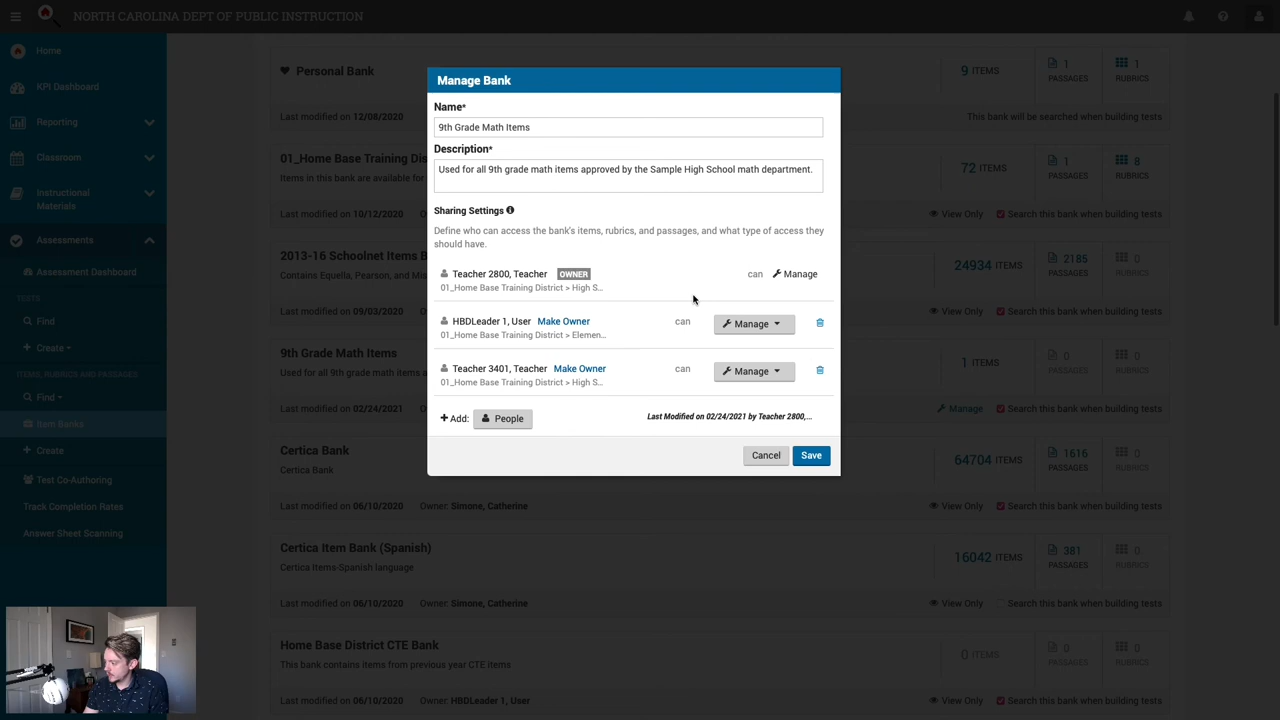 NORTH CAROLINA DEPT OF PUBLIC INSTRUCTION
Home
KPI Dashboard
Reporting
Classroom
Instructional
Materials
Assessments
Assessment Dashboard
TESTS
Find
Create
ITEMS, RUBRICS AND PASSAGES
Find
Item Banks
Create
Test Co-Authoring
Track Completion Rates
Answer Sheet Scanning
Personal Bank
9 ITEMS
1
PASSAGES
1
RUBRICS
Last modified on 12/08/2020
This bank will be searched when building tests
01_Home Base Training Dis
Items in this bank are available for
72 ITEMS
1
PASSAGES
8
RUBRICS
Last modified on 10/12/2020
View Only
Search this bank when building tests
2013-16 Schoolnet Items B
Contains Equella, Pearson, and Mis
24934 ITEMS
2185
PASSAGES
0
RUBRICS
Last modified on 09/03/2020
View Only
Search this bank when building tests
9th Grade Math Items
Used for all 9th grade math items a
1 ITEMS
0
PASSAGES
0
RUBRICS
Last modified on 02/24/2021
Manage
Search this bank when building tests
Certica Bank
Certica Bank
64704 ITEMS
1616
PASSAGES
0
RUBRICS
Last modified on 06/10/2020
Owner: Simone, Catherine
View Only
Search this bank when building tests
Certica Item Bank (Spanish)
Certica Items-Spanish language
16042 ITEMS
381
PASSAGES
0
RUBRICS
Last modified on 06/10/2020
Owner: Simone, Catherine
View Only
Search this bank when building tests
Home Base District CTE Bank
This bank contains items from previous year CTE items
0 ITEMS
0
PASSAGES
0
RUBRICS
Last modified on 06/10/2020
Owner: HBDLeader 1, User
View Only
Search this bank when building tests
Manage Bank
Name*
9th Grade Math Items
Description*
Used for all 9th grade math items approved by the Sample High School math department.
Sharing Settings
Define who can access the bank's items, rubrics, and passages, and what type of access they
should have.
Teacher 2800, Teacher OWNER
can Manage
01_Home Base Training District > High S...
HBDLeader 1, User Make Owner
can Manage
01_Home Base Training District > Elemen...
Teacher 3401, Teacher Make Owner
can Manage
01_Home Base Training District > High S...
+ Add: People
Last Modified on 02/24/2021 by Teacher 2800,...
Cancel
Save